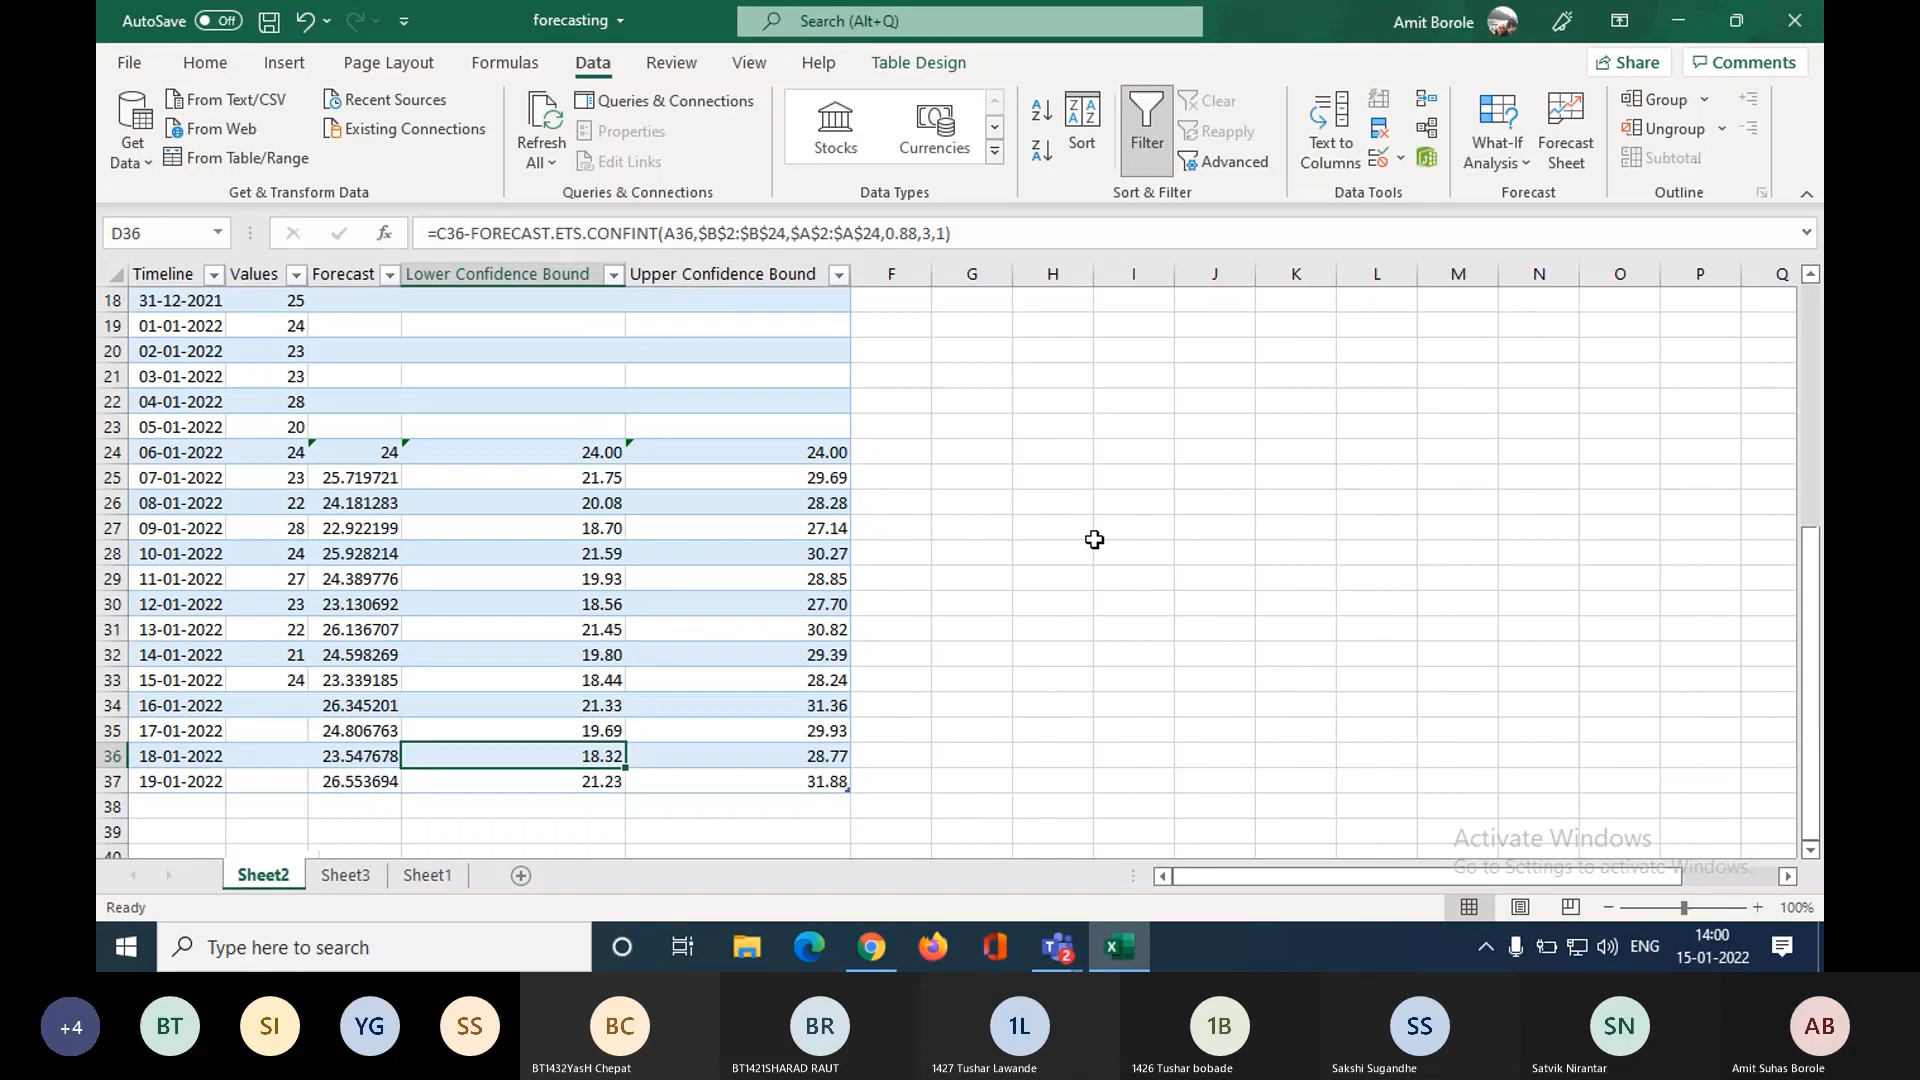 AutoSave Off forecasting Search (Alt+Q) Amit Borole
File Home Insert Page Layout Formulas Data Review View Help Table Design Share Comments
Get Data From Text/CSV From Web From Table/Range Recent Sources Existing Connections
Get & Transform Data
Refresh All Queries & Connections Properties Edit Links
Queries & Connections
Stocks Currencies
Data Types
Sort Filter Clear Reapply Advanced
Sort & Filter
Text to Columns
Data Tools
What-If Analysis Forecast Sheet
Forecast
Group Ungroup Subtotal
Outline
D36 fx =C36-FORECAST.ETS.CONFINT(A36,$B$2:$B$24,$A$2:$A$24,0.88,3,1)
Timeline Values Forecast Lower Confidence Bound Upper Confidence Bound F G H I J K L M N O P Q
18 31-12-2021 25
19 01-01-2022 24
20 02-01-2022 23
21 03-01-2022 23
22 04-01-2022 28
23 05-01-2022 20
24 06-01-2022 24 24 24.00 24.00
25 07-01-2022 23 25.719721 21.75 29.69
26 08-01-2022 22 24.181283 20.08 28.28
27 09-01-2022 28 22.922199 18.70 27.14
28 10-01-2022 24 25.928214 21.59 30.27
29 11-01-2022 27 24.389776 19.93 28.85
30 12-01-2022 23 23.130692 18.56 27.70
31 13-01-2022 22 26.136707 21.45 30.82
32 14-01-2022 21 24.598269 19.80 29.39
33 15-01-2022 24 23.339185 18.44 28.24
34 16-01-2022 26.345201 21.33 31.36
35 17-01-2022 24.806763 19.69 29.93
36 18-01-2022 23.547678 18.32 28.77
37 19-01-2022 26.553694 21.23 31.88
38
39
40
Activate Windows
Go to Settings to activate Windows.
Sheet2 Sheet3 Sheet1
Ready 100%
Type here to search 2 ENG 14:00
15-01-2022
+4 BT SI YG SS BC BR 1L 1B SS SN AB
BT1432YasH Chepat BT1421SHARAD RAUT 1427 Tushar Lawande 1426 Tushar bobade Sakshi Sugandhe Satvik Nirantar Amit Suhas Borole